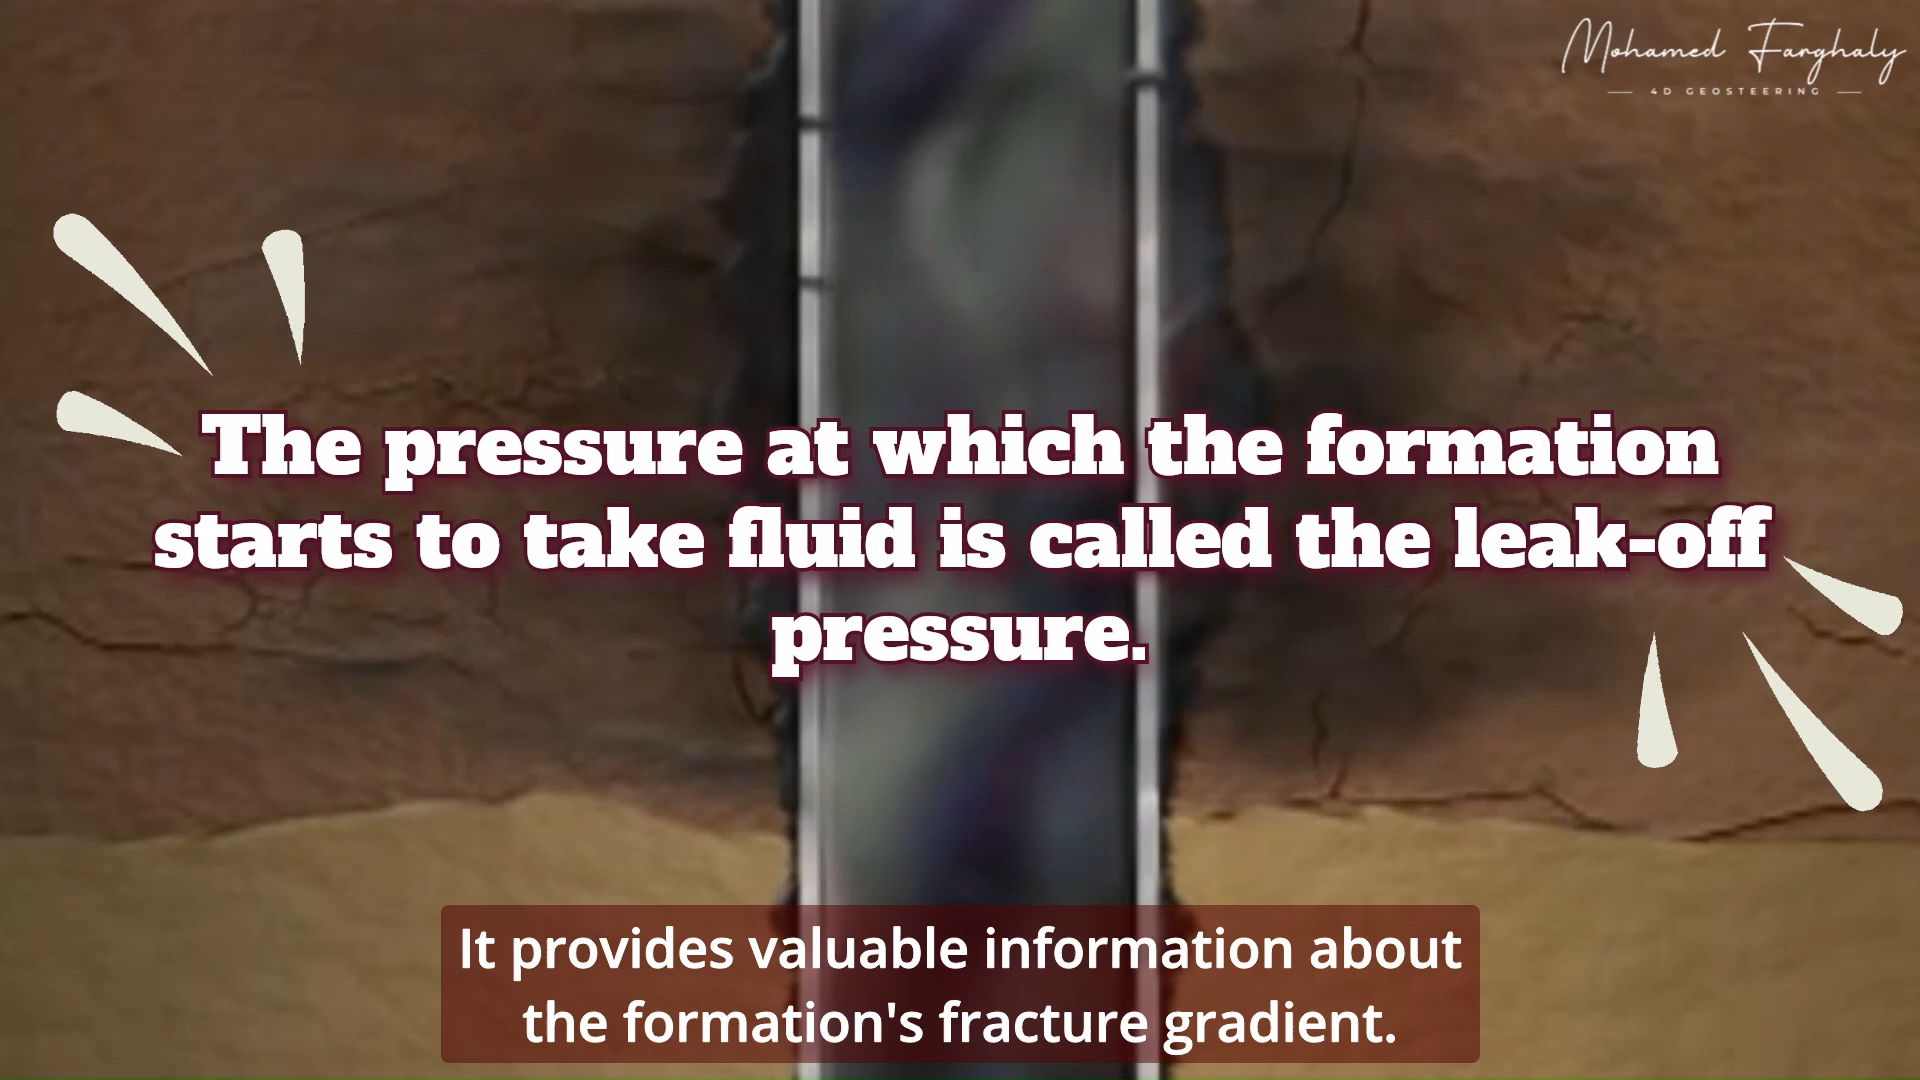 Mohamed Farghaly
4D GEOSTEERING
The pressure at which the formation
starts to take fluid is called the leak-off
pressure.
It provides valuable information about
the formation's fracture gradient.